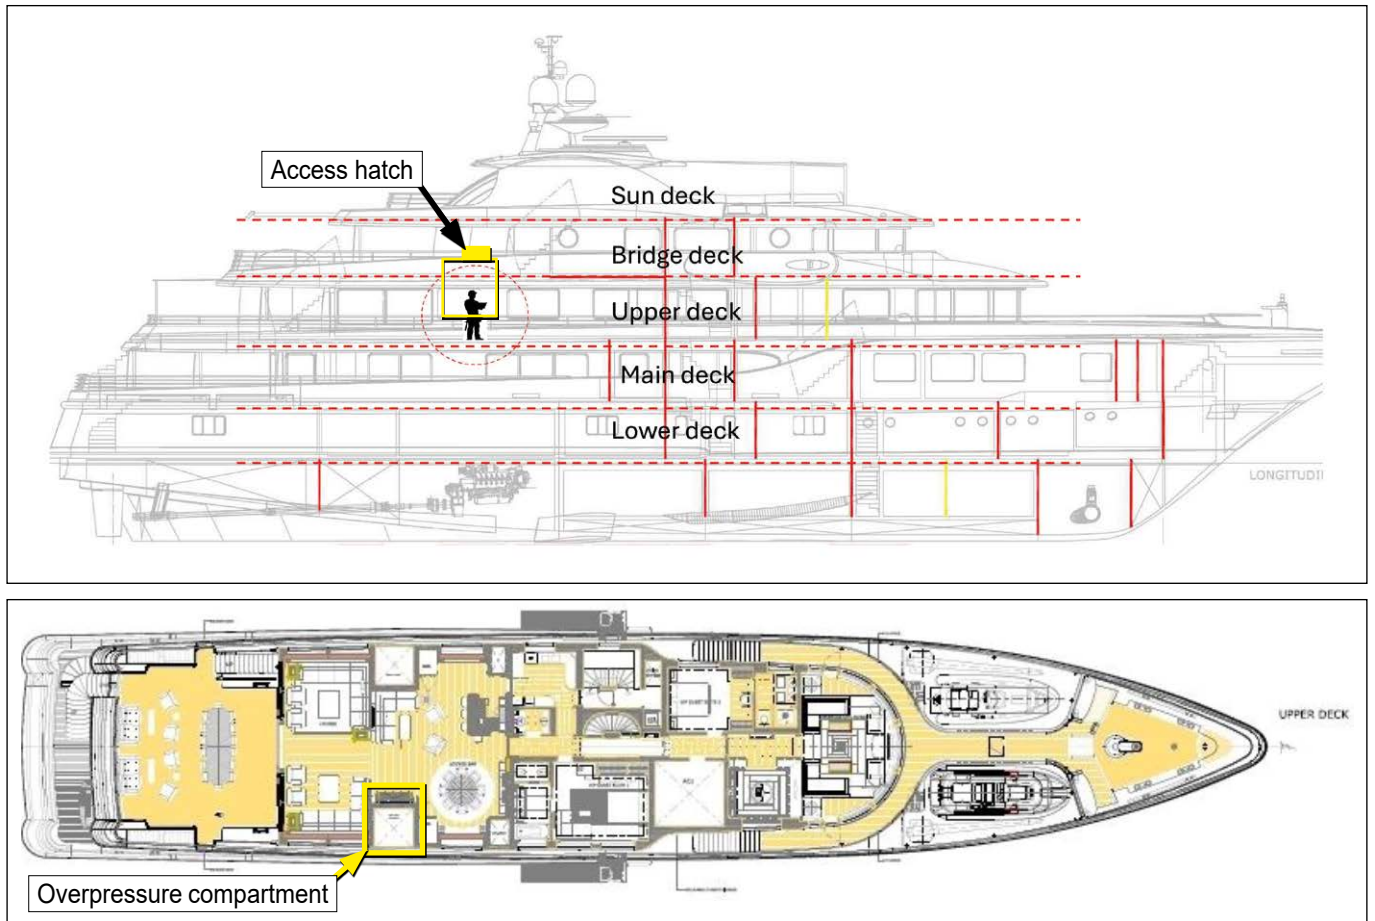 Access hatch
Sun deck
Bridge deck
Upper deck
Main deck
Lower deck
LONGITUDI
UPPER DECK
Overpressure compartment